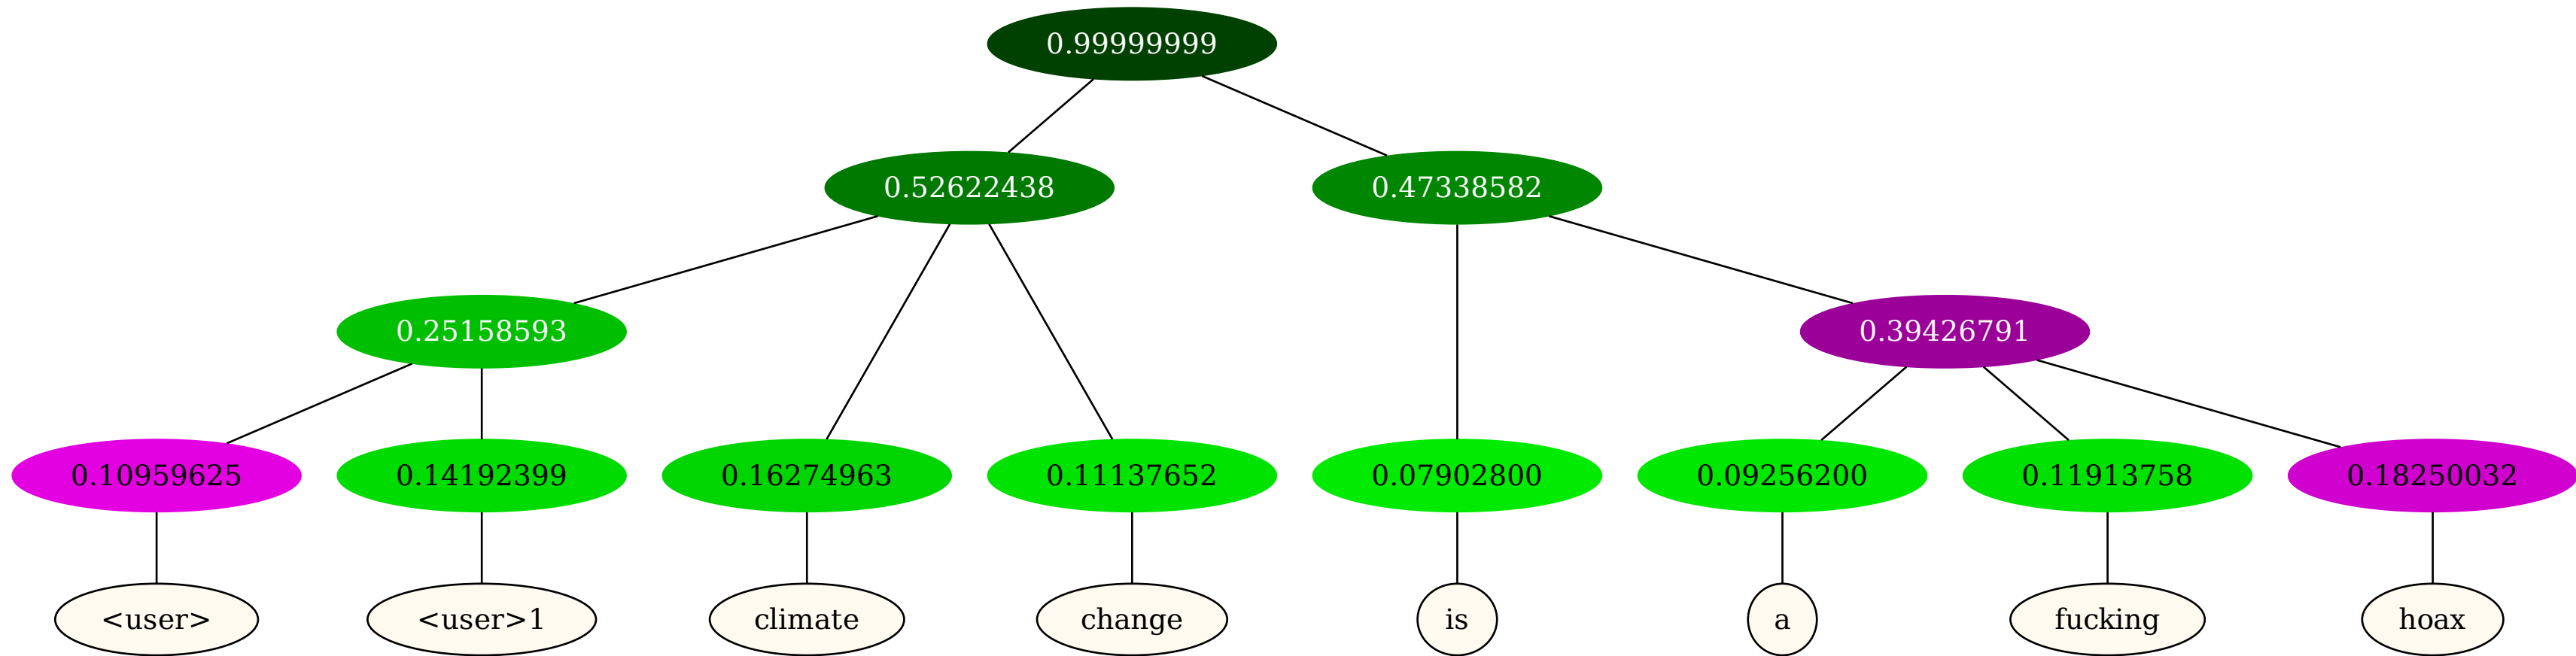 0.99999999
0.52622438 0.47338582
0.25158593 0.39426791
0.10959625 0.14192399 0.16274963 0.11137652 0.07902800 0.09256200 0.11913758 0.18250032
<user> <user>1 climate change is a fucking hoax